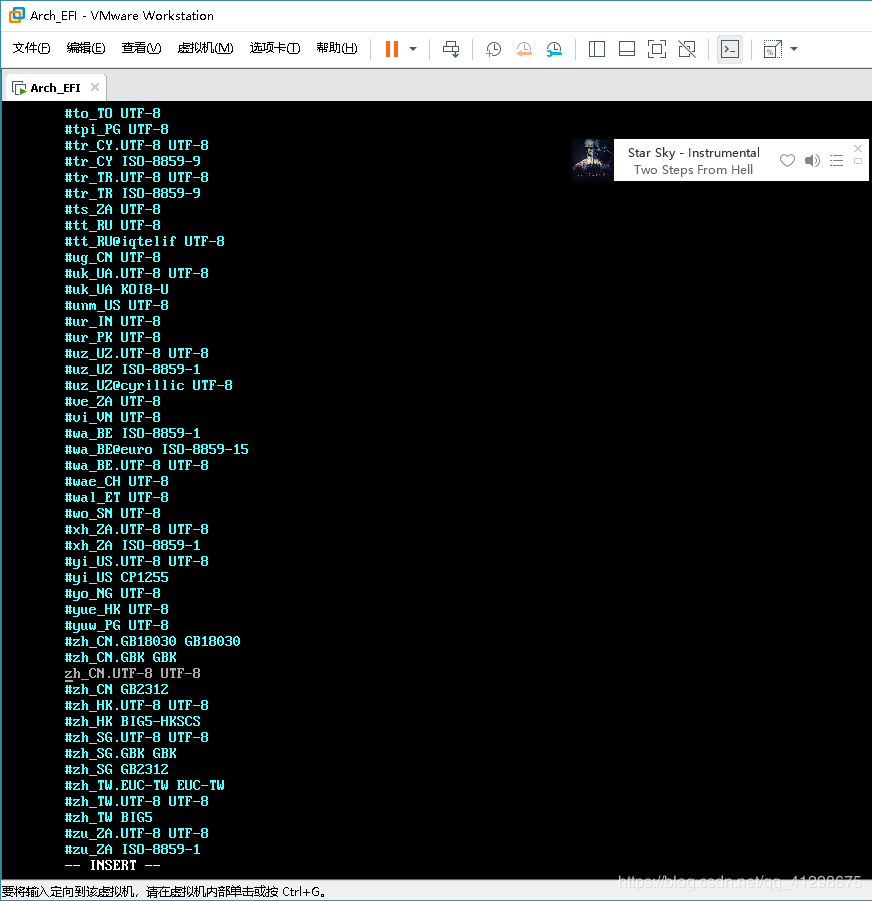 Arch_EFI - VMware Workstation
文件(F) 编辑(E) 查看(V) 虚拟机(M) 选项卡(T) 帮助(H)
Arch_EFI
#to_TO UTF-8
#tpi_PG UTF-8
#tr_CY.UTF-8 UTF-8
#tr_CY ISO-8859-9
#tr_TR.UTF-8 UTF-8
#tr_TR ISO-8859-9
#ts_ZA UTF-8
#tt_RU UTF-8
#tt_RU@iqtelif UTF-8
#ug_CN UTF-8
#uk_UA.UTF-8 UTF-8
#uk_UA KOI8-U
#unm_US UTF-8
#ur_IN UTF-8
#ur_PK UTF-8
#uz_UZ.UTF-8 UTF-8
#uz_UZ ISO-8859-1
#uz_UZ@cyrillic UTF-8
#ve_ZA UTF-8
#vi_VN UTF-8
#wa_BE ISO-8859-1
#wa_BE@euro ISO-8859-15
#wa_BE.UTF-8 UTF-8
#wae_CH UTF-8
#wal_ET UTF-8
#wo_SN UTF-8
#xh_ZA.UTF-8 UTF-8
#xh_ZA ISO-8859-1
#yi_US.UTF-8 UTF-8
#yi_US CP1255
#yo_NG UTF-8
#yue_HK UTF-8
#yuw_PG UTF-8
#zh_CN.GB18030 GB18030
#zh_CN.GBK GBK
zh_CN.UTF-8 UTF-8
#zh_CN GB2312
#zh_HK.UTF-8 UTF-8
#zh_HK BIG5-HKSCS
#zh_SG.UTF-8 UTF-8
#zh_SG.GBK GBK
#zh_SG GB2312
#zh_TW.EUC-TW EUC-TW
#zh_TW.UTF-8 UTF-8
#zh_TW BIG5
#zu_ZA.UTF-8 UTF-8
#zu_ZA ISO-8859-1
-- INSERT --
Star Sky - Instrumental
Two Steps From Hell
要将输入定向到该虚拟机，请在虚拟机内部单击或按 Ctrl+G。
https://blog.csdn.net/qq_41298675